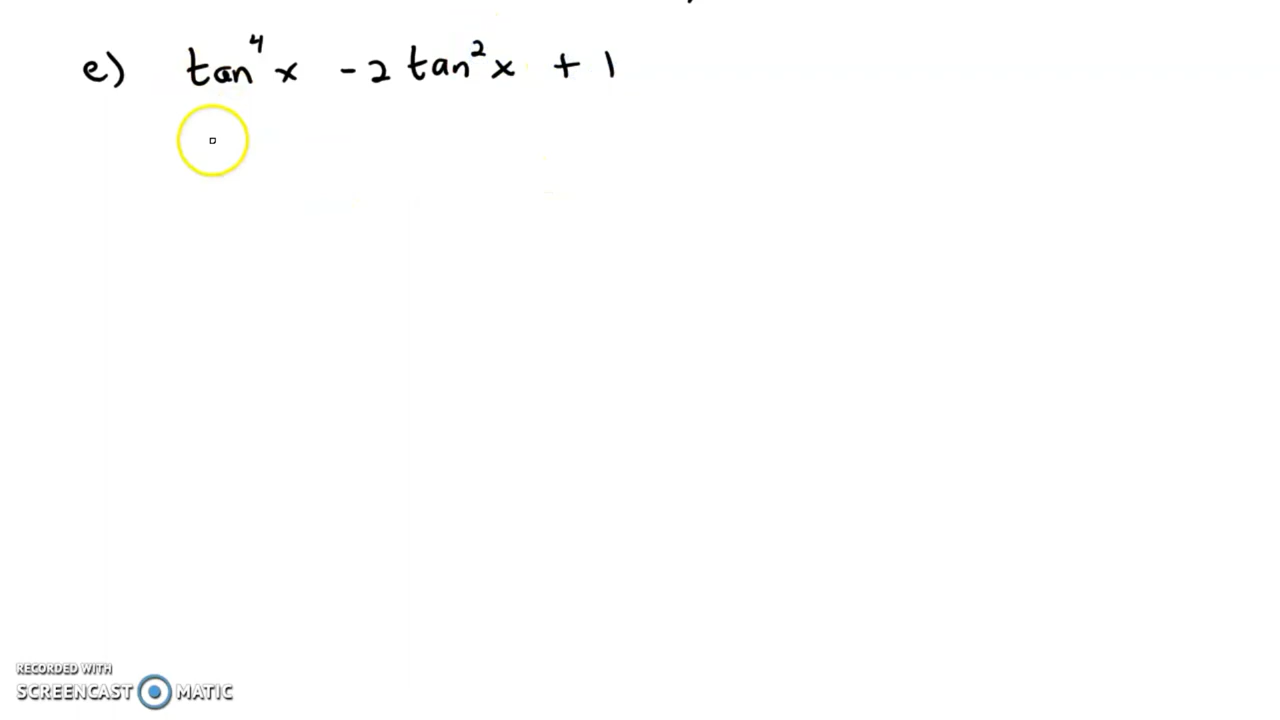 e) tan⁴x - 2 tan²x + 1
RECORDED WITH
SCREENCAST MATIC